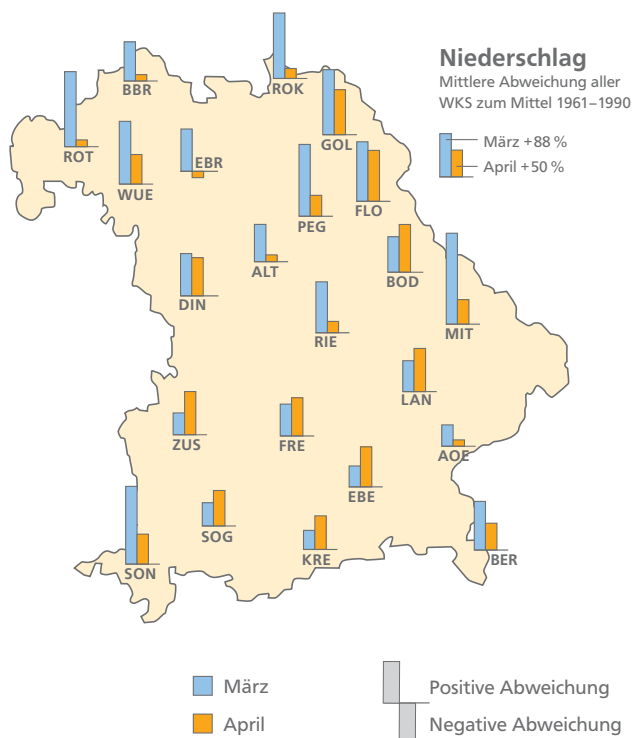 Niederschlag
Mittlere Abweichung aller
WKS zum Mittel 1961–1990
März +88 %
April +50 %
BBR
ROK
ROT
GOL
WUE
EBR
PEG
FLO
ALT
BOD
DIN
RIE
MIT
LAN
ZUS
FRE
AOE
EBE
SOG
KRE
BER
SON
März
Positive Abweichung
April
Negative Abweichung